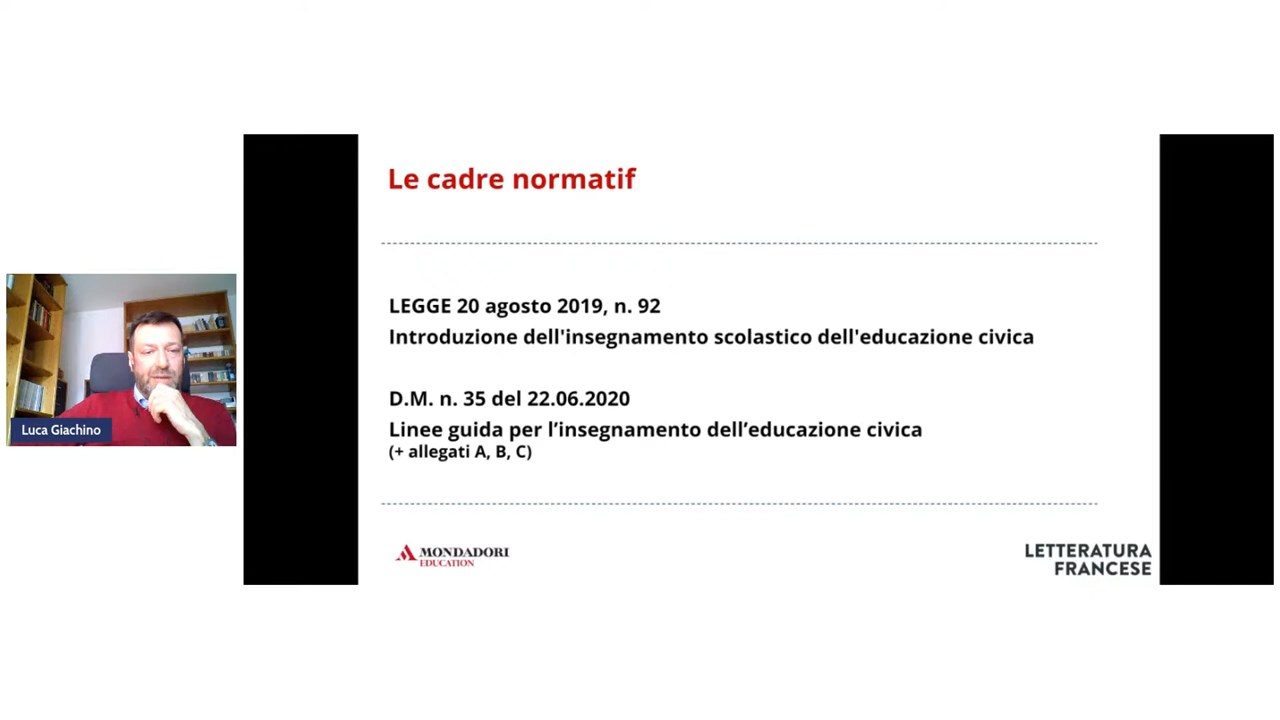 Le cadre normatif
LEGGE 20 agosto 2019, n. 92
Introduzione dell'insegnamento scolastico dell'educazione civica
D.M. n. 35 del 22.06.2020
Linee guida per l’insegnamento dell’educazione civica
(+ allegati A, B, C)
Luca Giachino
MONDADORI
EDUCATION
LETTERATURA
FRANCESE